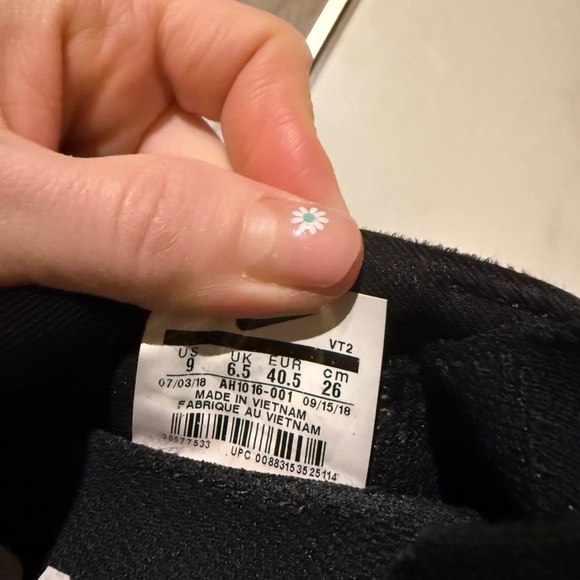 VT2
US UK EUR cm
9 6.5 40.5 26
07/03/18 AH1016-001 09/15/18
MADE IN VIETNAM
FABRIQUE AU VIETNAM
UPC 00883153525114